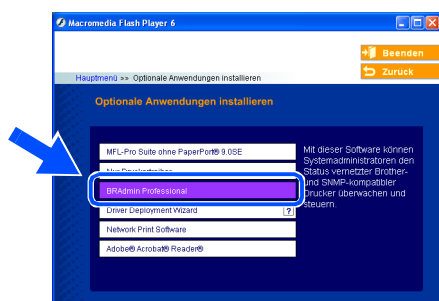 Macromedia Flash Player 6
Beenden
Zurück
Hauptmenü »» Optionale Anwendungen installieren
Optionale Anwendungen installieren
MFL-Pro Suite ohne PaperPort® 9.0SE
Nur Druckertreiber
BRAdmin Professional
Driver Deployment Wizard ?
Network Print Software
Adobe® Acrobat® Reader®
Mit dieser Software können
Systemadministratoren den
Status vernetzter Brother-
und SNMP-kompatibler
Drucker überwachen und
steuern.